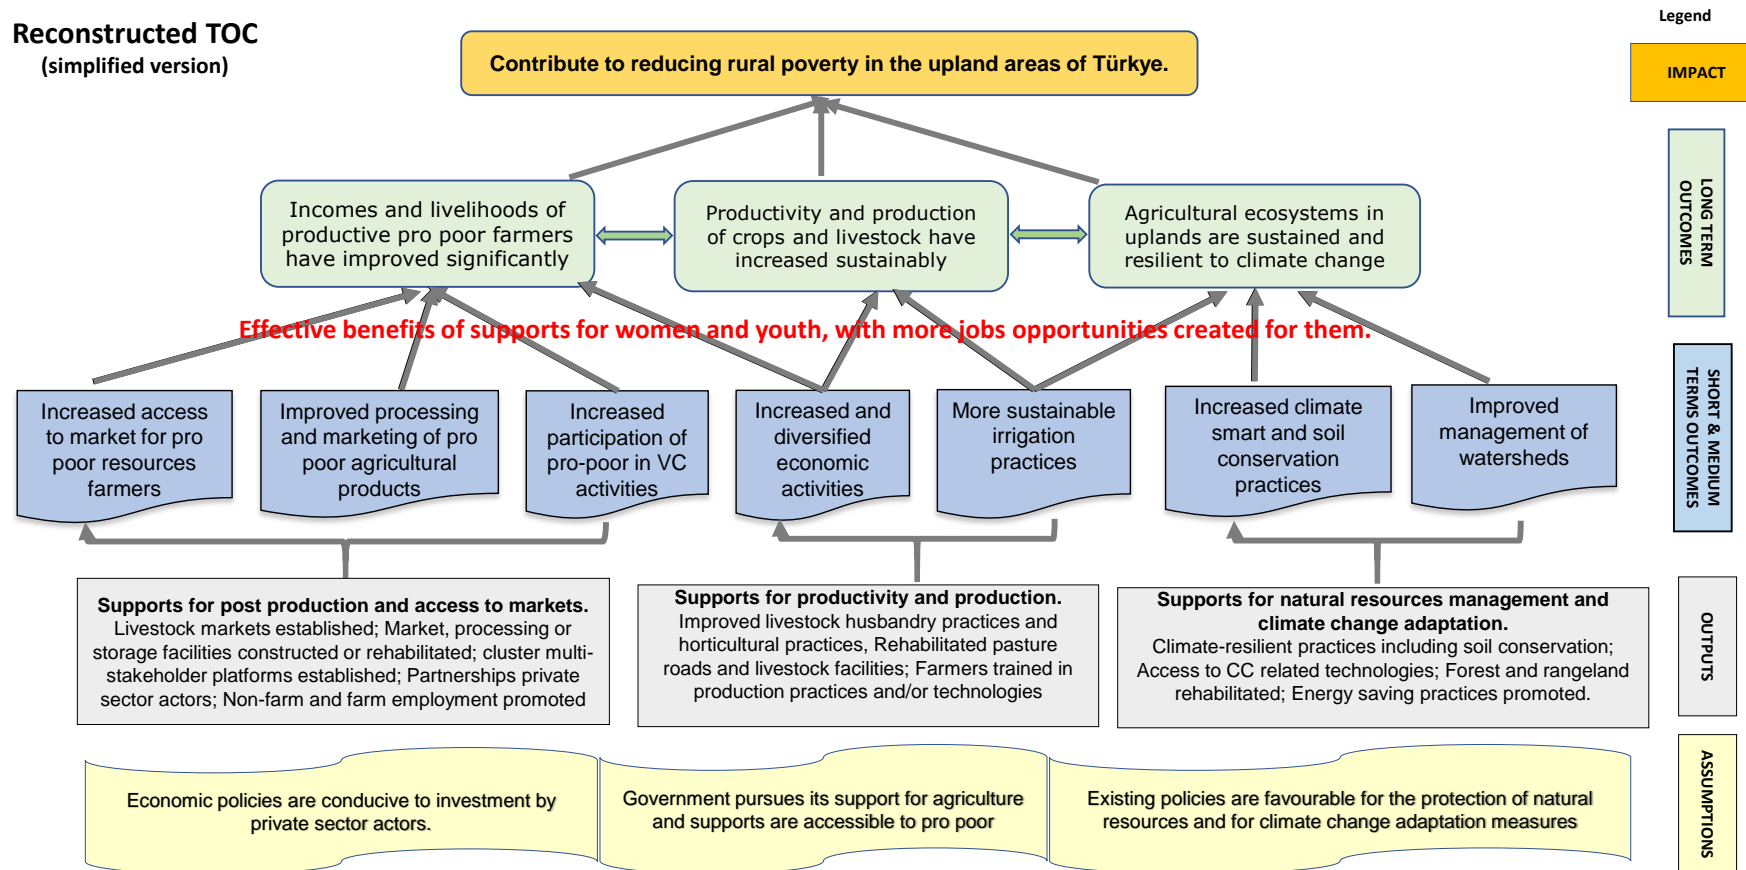 Reconstructed TOC
(simplified version)
Legend
IMPACT
Contribute to reducing rural poverty in the upland areas of Türkye.
LONG TERM
OUTCOMES
Incomes and livelihoods of
productive pro poor farmers
have improved significantly
Productivity and production
of crops and livestock have
increased sustainably
Agricultural ecosystems in
uplands are sustained and
resilient to climate change
Effective benefits of supports for women and youth, with more jobs opportunities created for them.
SHORT & MEDIUM
TERMS OUTCOMES
Increased access
to market for pro
poor resources
farmers
Improved processing
and marketing of pro
poor agricultural
products
Increased
participation of
pro-poor in VC
activities
Increased and
diversified
economic
activities
More sustainable
irrigation
practices
Increased climate
smart and soil
conservation
practices
Improved
management of
watersheds
OUTPUTS
Supports for post production and access to markets.
Livestock markets established; Market, processing or
storage facilities constructed or rehabilitated; cluster multi-
stakeholder platforms established; Partnerships private
sector actors; Non-farm and farm employment promoted
Supports for productivity and production.
Improved livestock husbandry practices and
horticultural practices, Rehabilitated pasture
roads and livestock facilities; Farmers trained in
production practices and/or technologies
Supports for natural resources management and
climate change adaptation.
Climate-resilient practices including soil conservation;
Access to CC related technologies; Forest and rangeland
rehabilitated; Energy saving practices promoted.
ASSUMPTIONS
Economic policies are conducive to investment by
private sector actors.
Government pursues its support for agriculture
and supports are accessible to pro poor
Existing policies are favourable for the protection of natural
resources and for climate change adaptation measures